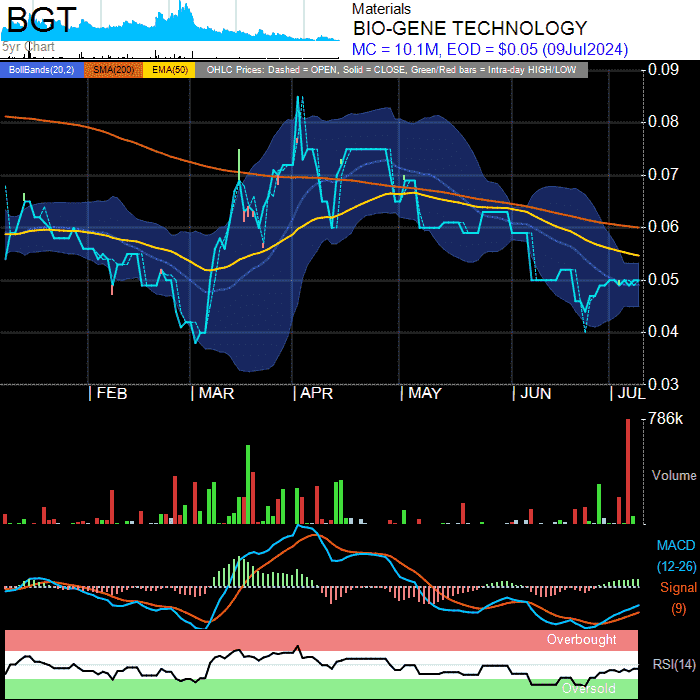 BGT
5yr Chart
Materials
BIO-GENE TECHNOLOGY
MC = 10.1M, EOD = $0.05 (09Jul2024)
BollBands(20,2) SMA(200) EMA(50) OHLC Prices: Dashed = OPEN, Solid = CLOSE, Green/Red bars = Intra-day HIGH/LOW
0.09
0.08
0.07
0.06
0.05
0.04
0.03
FEB MAR APR MAY JUN JUL
786k
Volume
MACD
(12-26)
Signal
(9)
Overbought
RSI(14)
Oversold